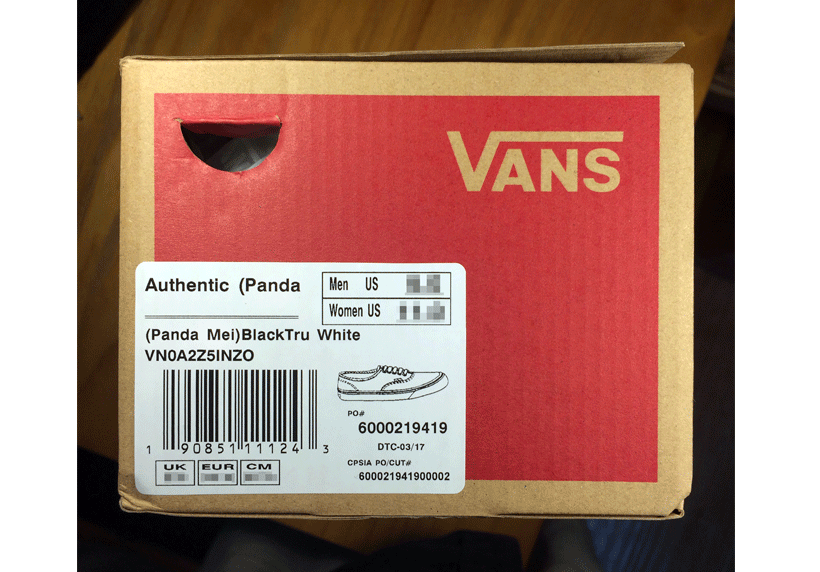 VANS
Authentic (Panda
Men US
Women US
(Panda Mei)BlackTru White
VN0A2Z5INZO
PO#
6000219419
DTC-03/17
1 90851 11124 3
CPSIA PO/CUT#
600021941900002
UK EUR CM